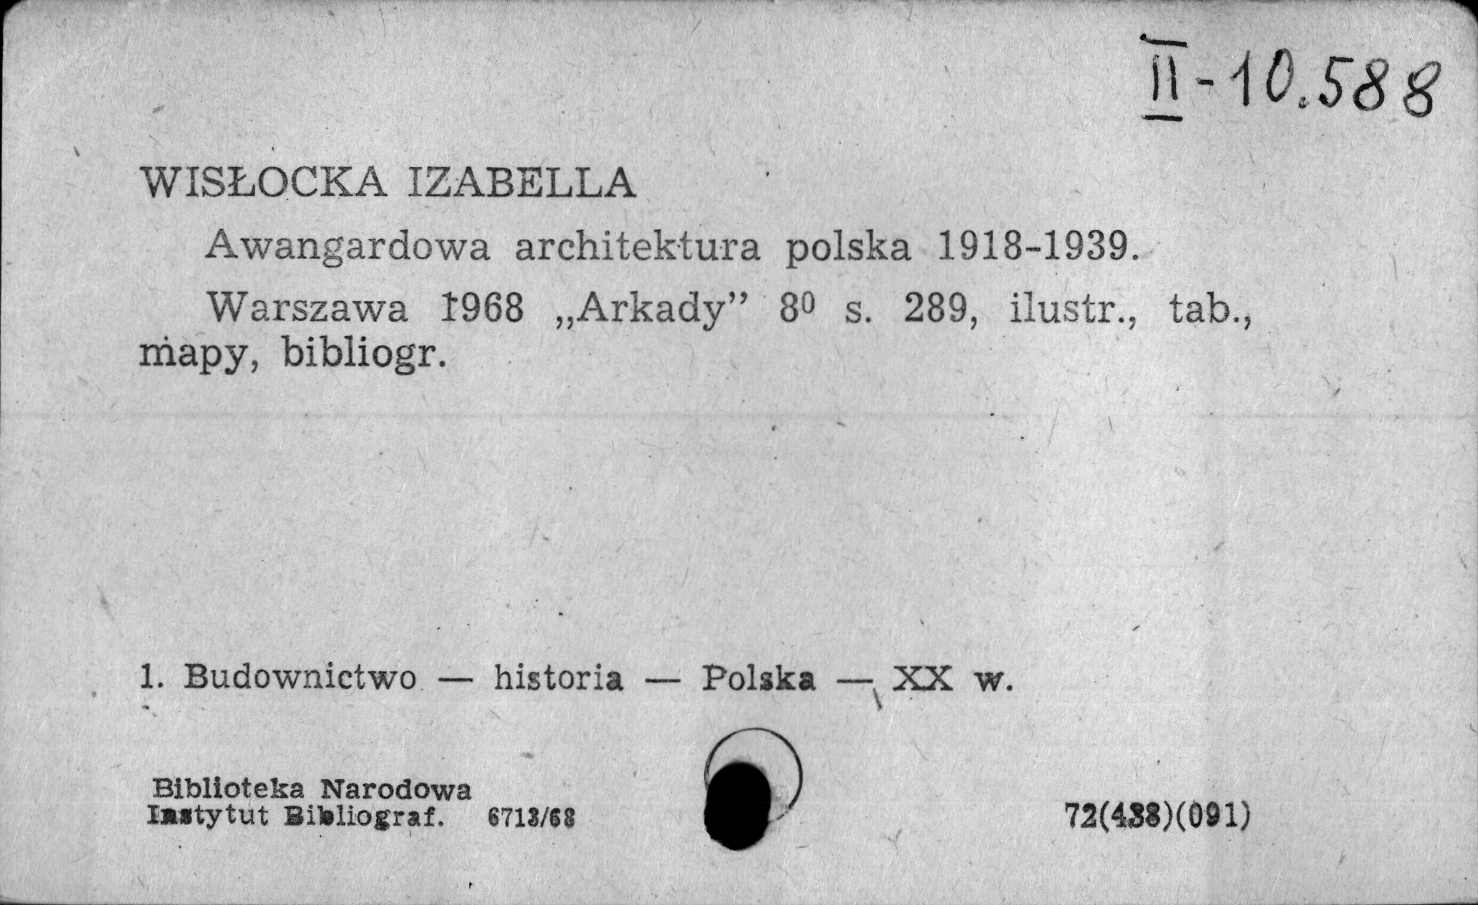 II-10.588
WISŁOCKA IZABELLA
Awangardowa architektura polska 1918-1939.
Warszawa 1968 „Arkady” 8⁰ s. 289, ilustr., tab.,
mapy, bibliogr.
1. Budownictwo — historia — Polska — XX w.
Biblioteka Narodowa
Instytut Bibliograf. 6713/68
72(438)(091)